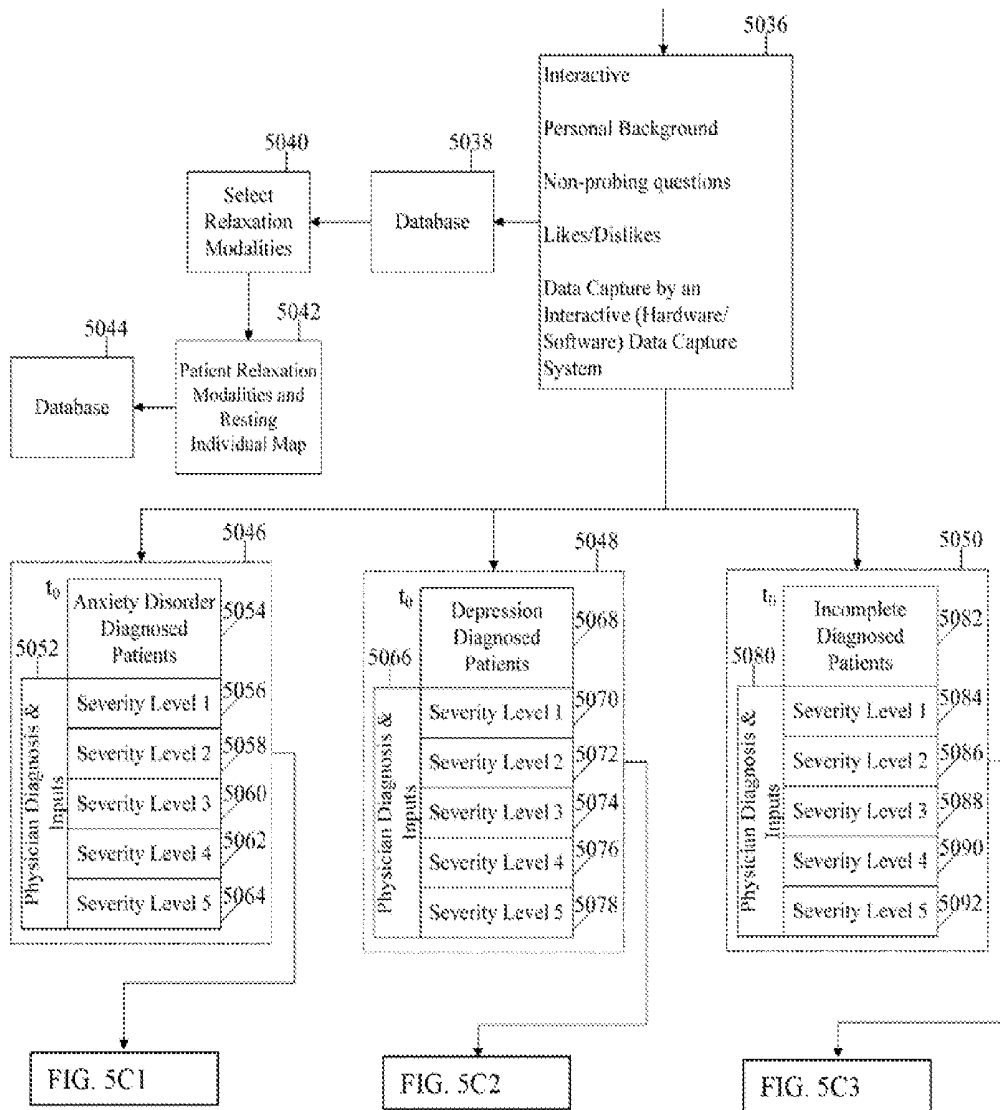 5036
Interactive
Personal Background
Non-probing questions
Likes/Dislikes
Data Capture by an
Interactive (Hardware/
Software) Data Capture
System
5038
Database
5040
Select
Relaxation
Modalities
5042
Patient Relaxation
Modalities and
Resting
Individual Map
5044
Database
5046
t0
Anxiety Disorder
Diagnosed
Patients
5054
5052
Physician Diagnosis &
Inputs
Severity Level 1
5056
Severity Level 2
5058
Severity Level 3
5060
Severity Level 4
5062
Severity Level 5
5064
FIG. 5C1
5048
t0
Depression
Diagnosed
Patients
5068
5066
Physician Diagnosis &
Inputs
Severity Level 1
5070
Severity Level 2
5072
Severity Level 3
5074
Severity Level 4
5076
Severity Level 5
5078
FIG. 5C2
5050
t0
Incomplete
Diagnosed
Patients
5082
5080
Physician Diagnosis &
Inputs
Severity Level 1
5084
Severity Level 2
5086
Severity Level 3
5088
Severity Level 4
5090
Severity Level 5
5092
FIG. 5C3